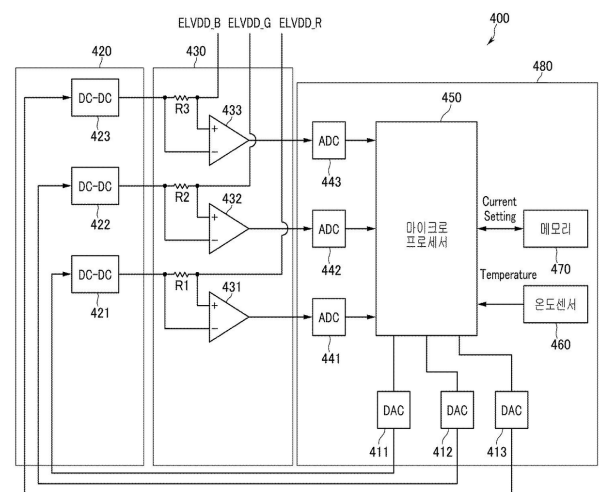 ELVDD_B ELVDD_G ELVDD_R
400
420 430 480
DC-DC
423
R3
433
+
−
ADC
443
450
마이크로
프로세서
DC-DC
422
R2
432
+
−
ADC
442
Current
Setting
메모리
470
DC-DC
421
R1
431
+
−
ADC
441
Temperature
온도센서
460
DAC
411
DAC
412
DAC
413